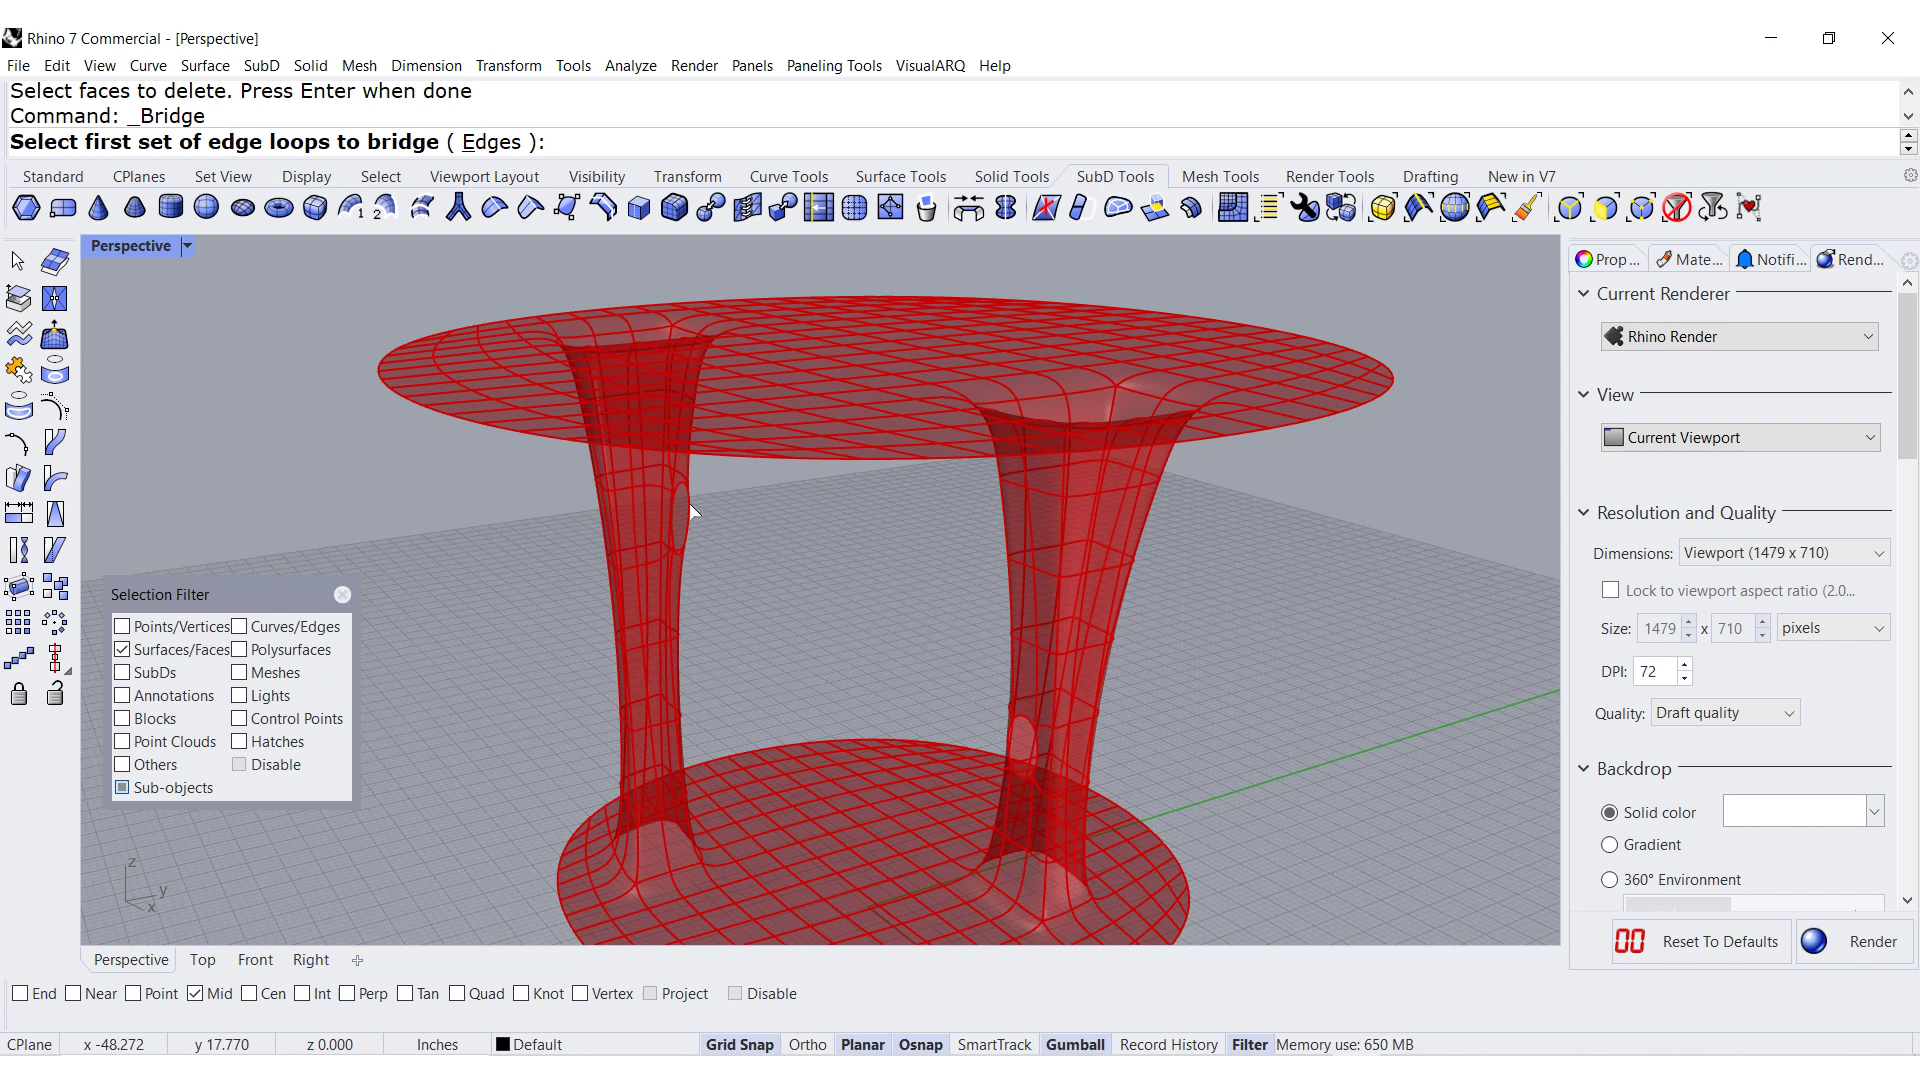 Rhino 7 Commercial - [Perspective]
File Edit View Curve Surface SubD Solid Mesh Dimension Transform Tools Analyze Render Panels Paneling Tools VisualARQ Help
Select faces to delete. Press Enter when done
Command: _Bridge
Select first set of edge loops to bridge ( Edges ):
Standard CPlanes Set View Display Select Viewport Layout Visibility Transform Curve Tools Surface Tools Solid Tools SubD Tools Mesh Tools Render Tools Drafting New in V7
1 2
Perspective
Prop... Mate... Notifi... Rend...
Current Renderer
Rhino Render
View
Current Viewport
Resolution and Quality
Dimensions: Viewport (1479 x 710)
Lock to viewport aspect ratio (2.0...
Size: 1479 x 710 pixels
DPI: 72
Quality: Draft quality
Backdrop
Solid color
Gradient
360° Environment
Reset To Defaults Render
Selection Filter
Points/Vertices Curves/Edges
Surfaces/Faces Polysurfaces
SubDs Meshes
Annotations Lights
Blocks Control Points
Point Clouds Hatches
Others Disable
Sub-objects
z
y
x
Perspective Top Front Right
End Near Point Mid Cen Int Perp Tan Quad Knot Vertex Project Disable
CPlane x -48.272 y 17.770 z 0.000 Inches Default Grid Snap Ortho Planar Osnap SmartTrack Gumball Record History Filter Memory use: 650 MB